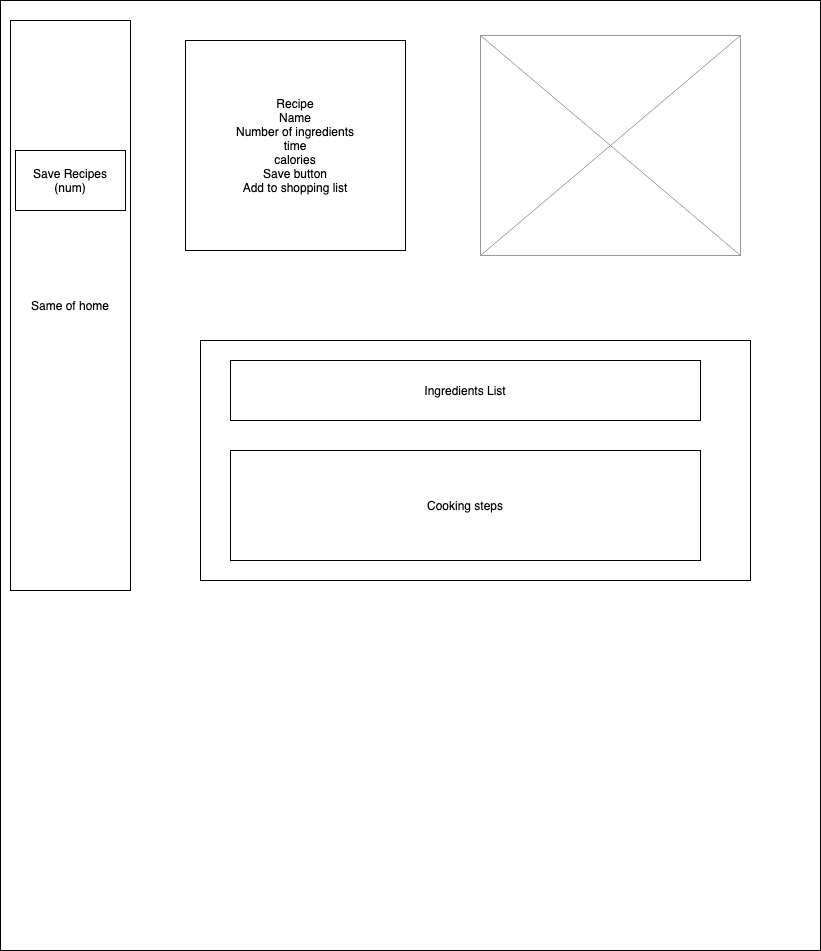 Save Recipes
(num)
Same of home
Recipe
Name
Number of ingredients
time
calories
Save button
Add to shopping list
Ingredients List
Cooking steps